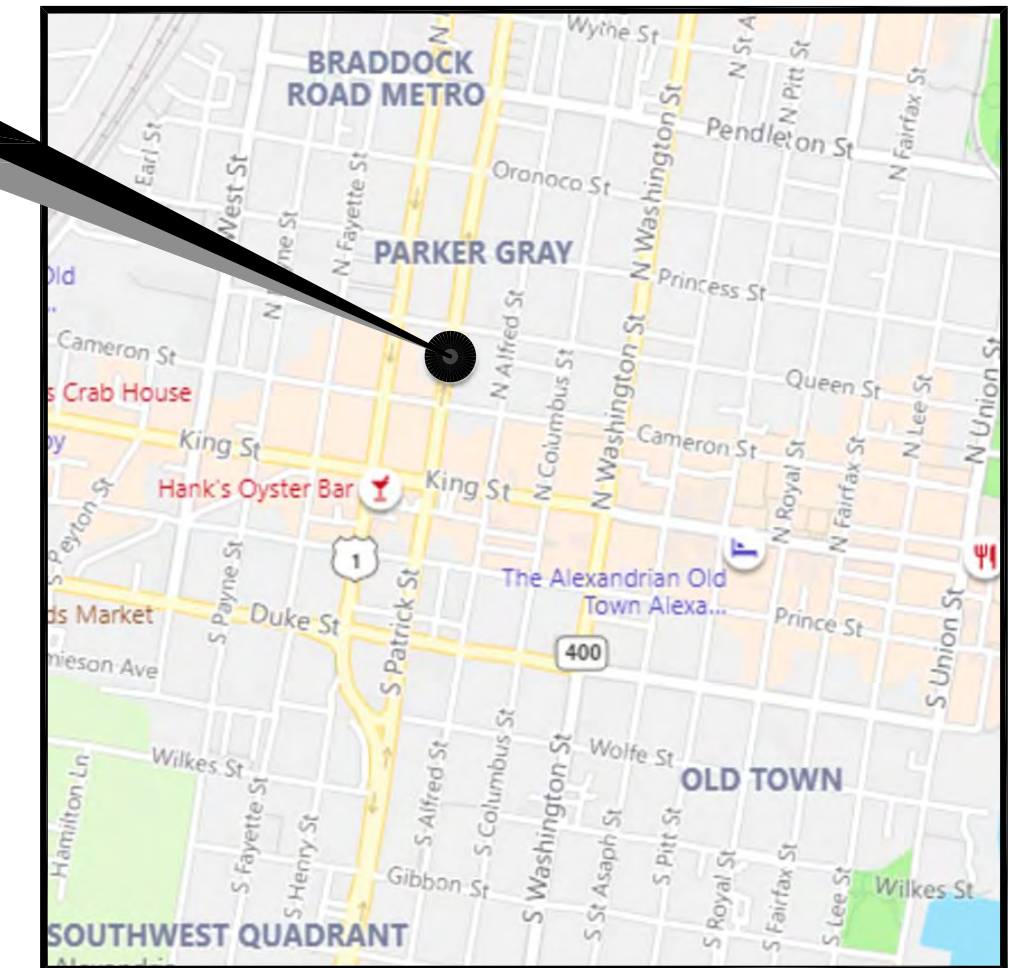 Wythe St
N St A
N Pitt St
N Fairfax St
N
BRADDOCK
ROAD METRO
Earl St
West St
N Fayette St
Pendleton St
N Washington St
Oronoco St
PARKER GRAY
Princess St
Cameron St
N Alfred St
N Columbus St
N Washington St
Queen St
N Lee St
N Union St
s Crab House
King St
Cameron St
Hank's Oyster Bar
King St
N Royal St
N Fairfax St
S Peyton St
1
The Alexandrian Old
Town Alexa...
S Payne St
ds Market
Duke St
S Patrick St
400
Prince St
S Union St
mieson Ave
Wilkes St
Hamilton Ln
S Fayette St
S Henry St
S Alfred St
S Columbus St
S Washington St
Wolfe St
OLD TOWN
S Pitt St
S St Asaph St
Gibbon St
S Royal St
S Fairfax St
S Lee St
Wilkes St
SOUTHWEST QUADRANT